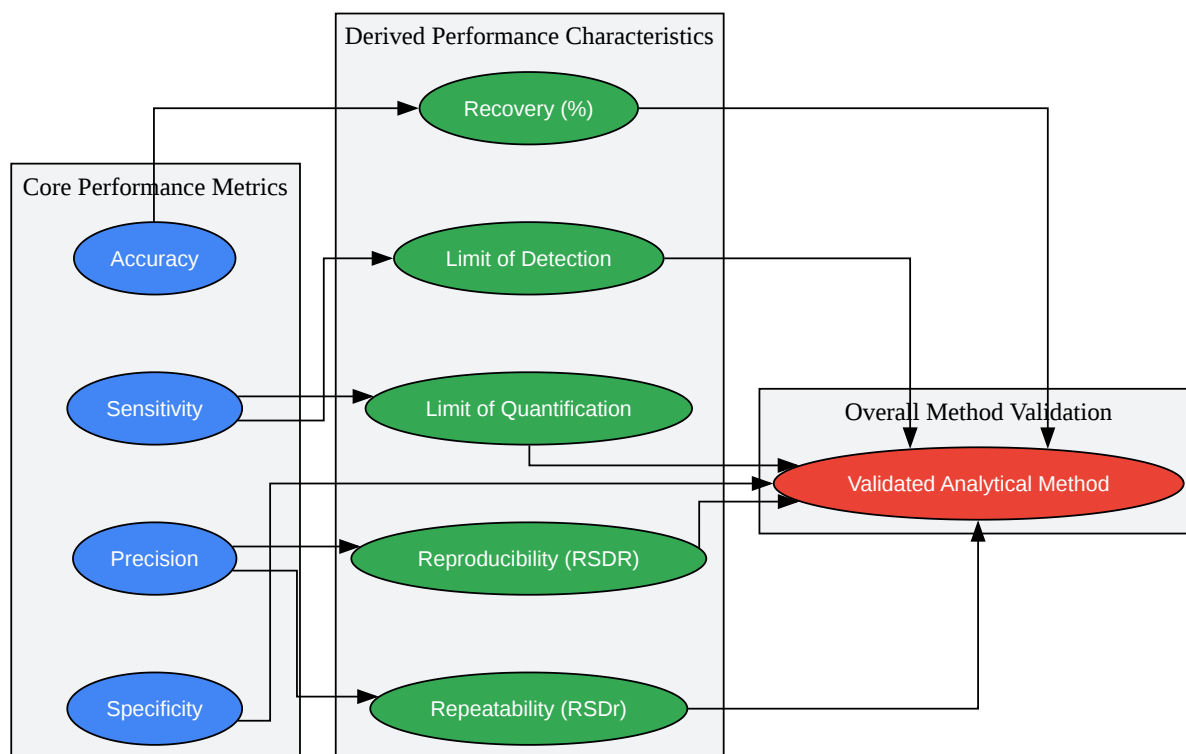 Derived Performance Characteristics
Recovery (%)
Core Performance Metrics
Accuracy
Limit of Detection
Sensitivity
Limit of Quantification
Overall Method Validation
Validated Analytical Method
Precision
Reproducibility (RSDR)
Specificity
Repeatability (RSDr)